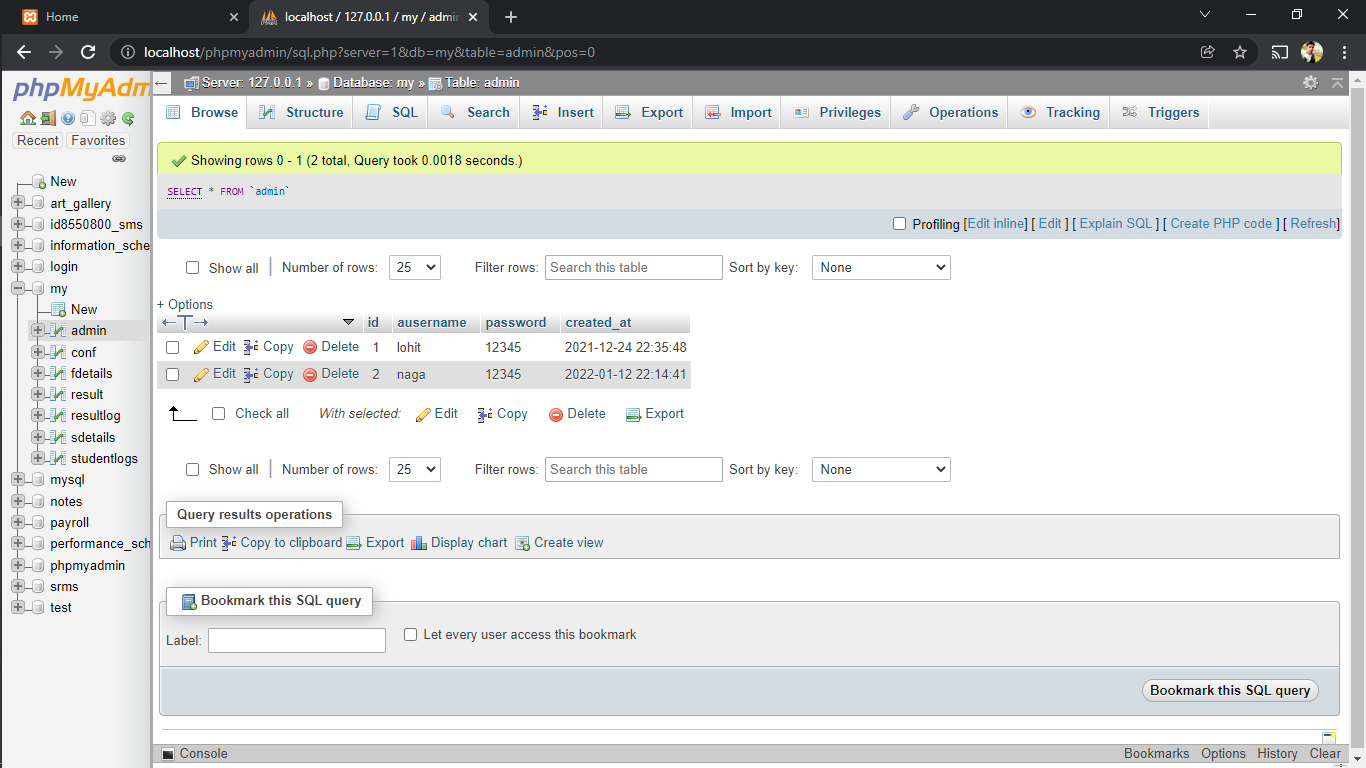 Home
localhost / 127.0.0.1 / my / admin
localhost/phpmyadmin/sql.php?server=1&db=my&table=admin&pos=0
phpMyAdm
Recent Favorites
New
art_gallery
id8550800_sms
information_sche
login
my
New
admin
conf
fdetails
result
resultlog
sdetails
studentlogs
mysql
notes
payroll
performance_sch
phpmyadmin
srms
test
Server: 127.0.0.1 » Database: my » Table: admin
Browse Structure SQL Search Insert Export Import Privileges Operations Tracking Triggers
Showing rows 0 - 1 (2 total, Query took 0.0018 seconds.)
SELECT * FROM `admin`
Profiling [Edit inline] [ Edit ] [ Explain SQL ] [ Create PHP code ] [ Refresh]
Show all Number of rows: 25 Filter rows: Search this table Sort by key: None
+ Options
id ausername password created_at
Edit Copy Delete 1 lohit 12345 2021-12-24 22:35:48
Edit Copy Delete 2 naga 12345 2022-01-12 22:14:41
Check all With selected: Edit Copy Delete Export
Show all Number of rows: 25 Filter rows: Search this table Sort by key: None
Query results operations
Print Copy to clipboard Export Display chart Create view
Bookmark this SQL query
Label: Let every user access this bookmark
Bookmark this SQL query
Console Bookmarks Options History Clear